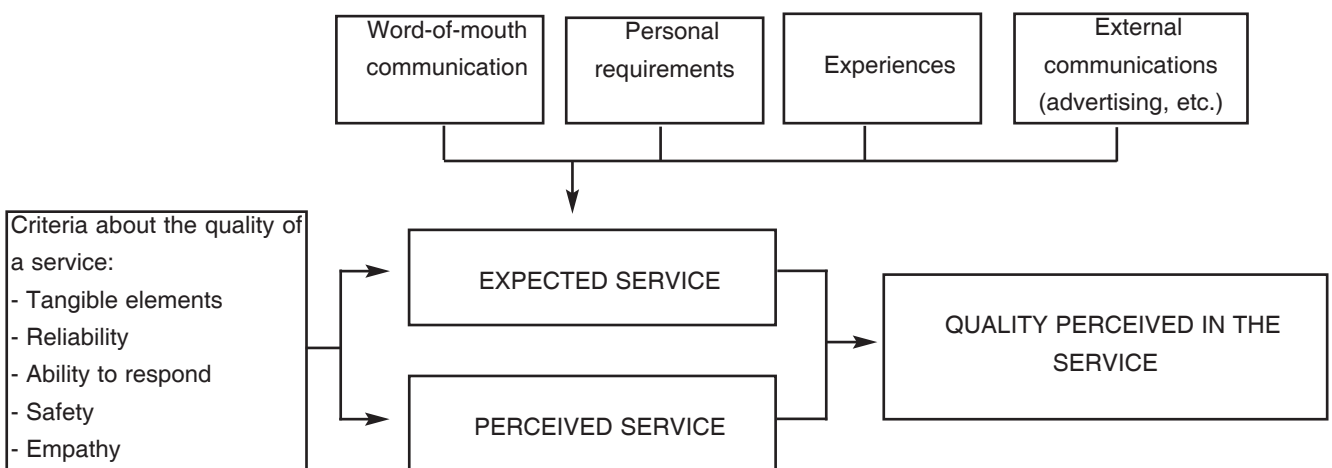 Word-of-mouth
communication
Personal
requirements
Experiences
External
communications
(advertising, etc.)
Criteria about the quality of
a service:
- Tangible elements
- Reliability
- Ability to respond
- Safety
- Empathy
EXPECTED SERVICE
PERCEIVED SERVICE
QUALITY PERCEIVED IN THE
SERVICE